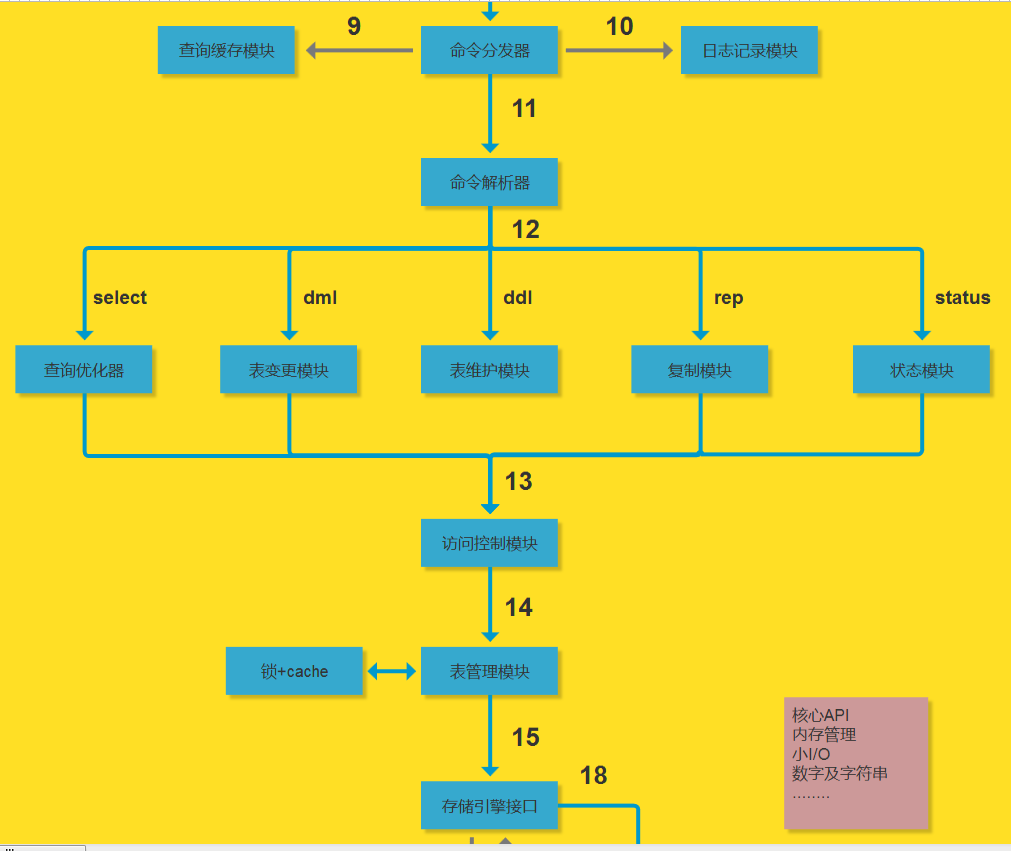 9
10
查询缓存模块
命令分发器
日志记录模块
11
命令解析器
12
select
dml
ddl
rep
status
查询优化器
表变更模块
表维护模块
复制模块
状态模块
13
访问控制模块
14
锁+cache
表管理模块
15
18
存储引擎接口
核心API
内存管理
小I/O
数字及字符串
........